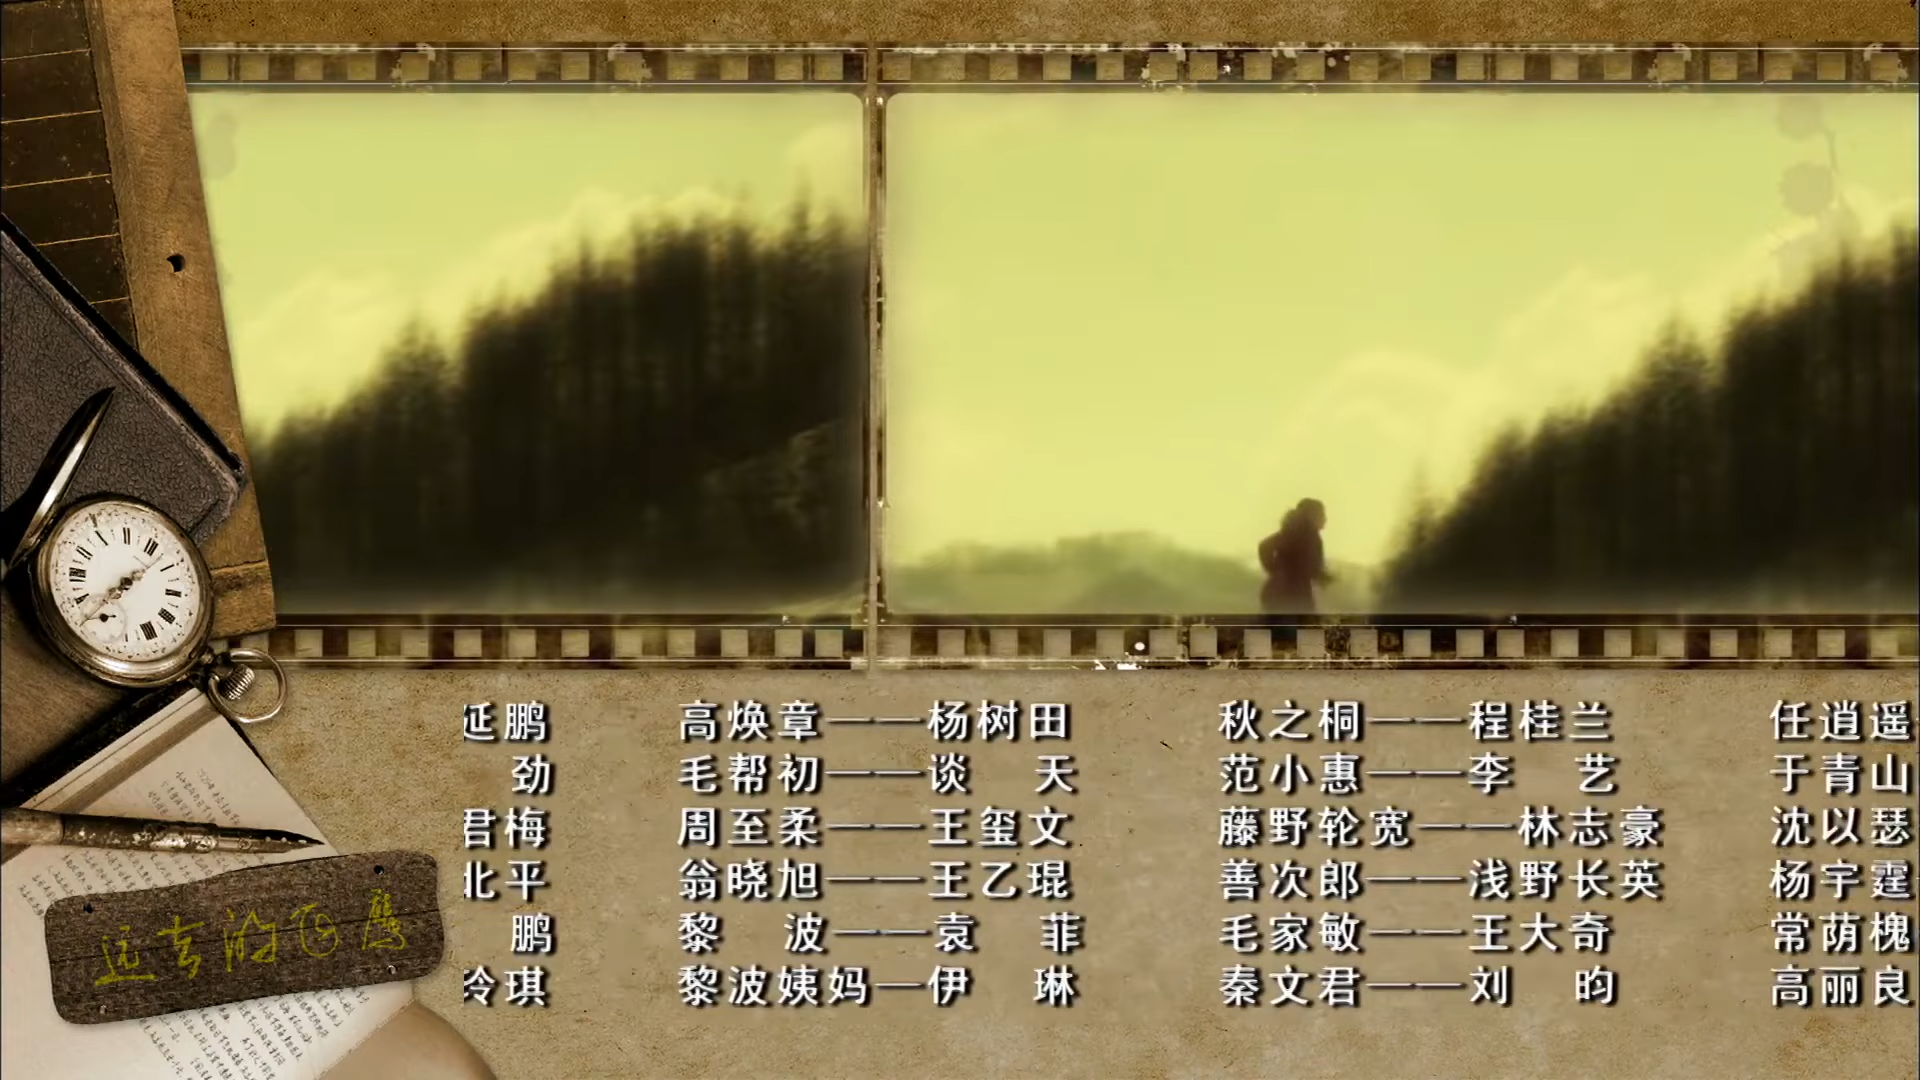 延鹏 高焕章——杨树田 秋之桐——程桂兰 任逍遥
劲 毛帮初——谈 天 范小惠——李 艺 于青山
君梅 周至柔——王玺文 藤野轮宽——林志豪 沈以瑟
北平 翁晓旭——王乙琨 善次郎——浅野长英 杨宇霆
鹏 黎 波——袁 菲 毛家敏——王大奇 常荫槐
玲琪 黎波姨妈—伊 琳 秦文君——刘 昀 高丽良
远去的飞鹰